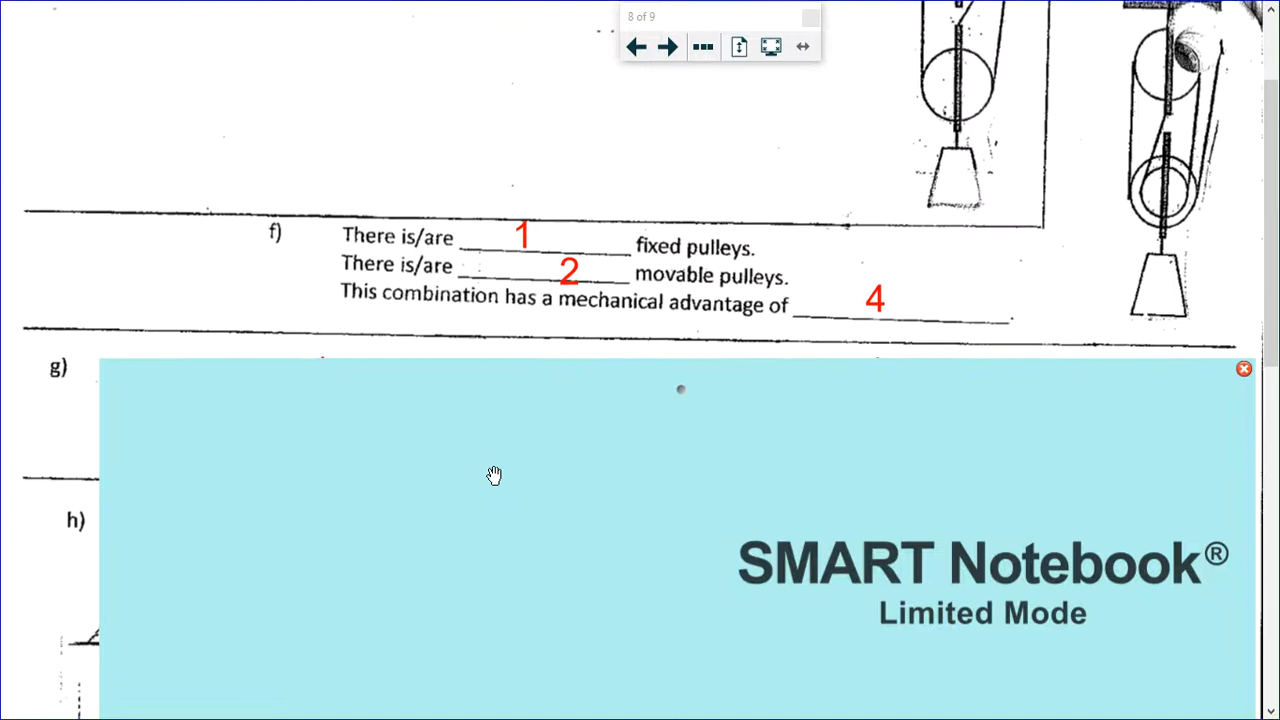 8 of 9
f)
There is/are 1 fixed pulleys.
There is/are 2 movable pulleys.
This combination has a mechanical advantage of 4.
g)
h)
SMART Notebook®
Limited Mode